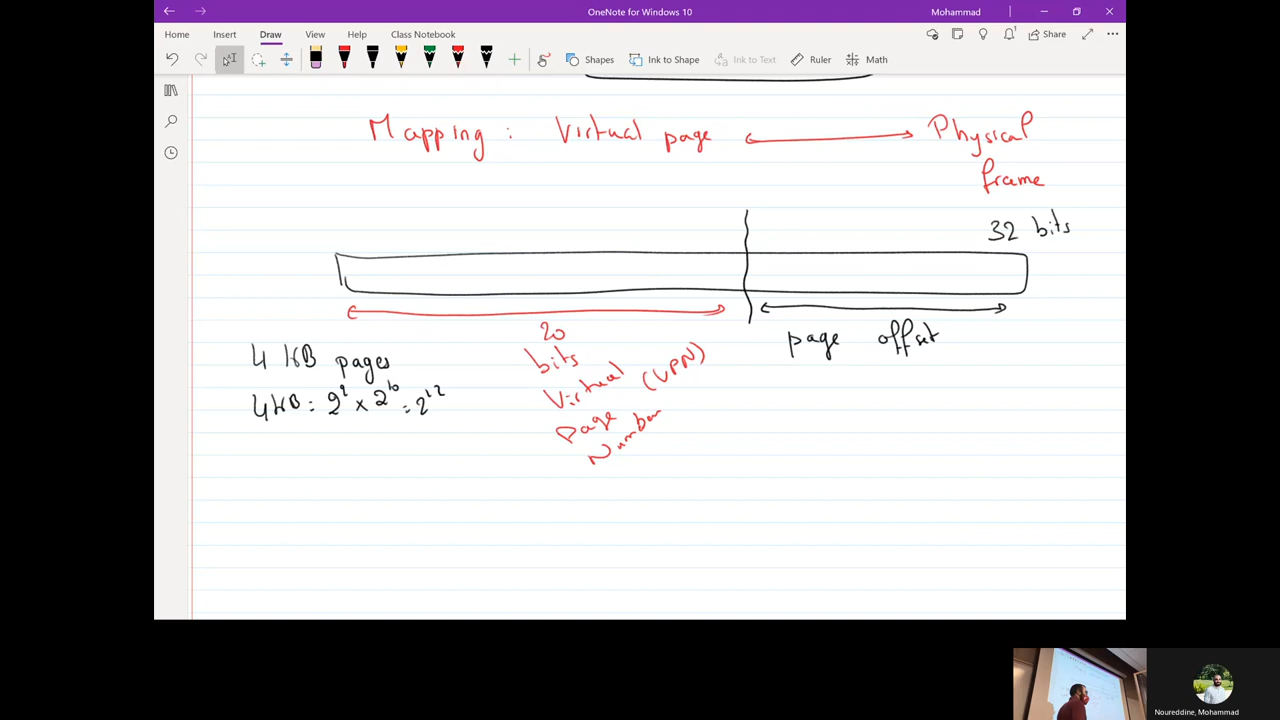 OneNote for Windows 10
Mohammad
Home Insert Draw View Help Class Notebook
Share
Shapes Ink to Shape Ink to Text Ruler Math
Mapping : Virtual page Physical
frame
32 bits
20
bits
Virtual (VPN)
Page
Number
page offset
4 KB pages
4KB = 2² × 2¹⁰ = 2¹²
Noureddine, Mohammad